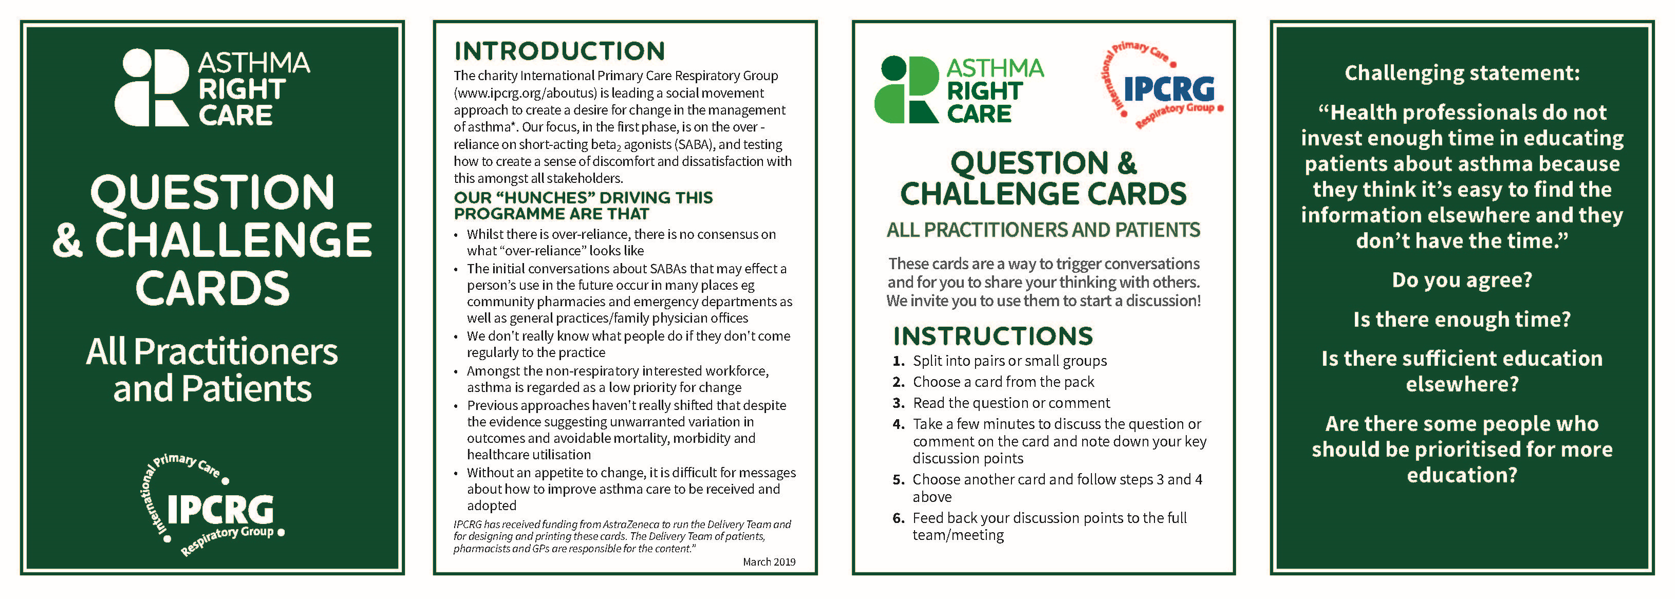 ASTHMA
RIGHT
CARE
QUESTION
& CHALLENGE
CARDS
All Practitioners
and Patients
International Primary Care
IPCRG
Respiratory Group
INTRODUCTION
The charity International Primary Care Respiratory Group
(www.ipcrg.org/aboutus) is leading a social movement
approach to create a desire for change in the management
of asthma*. Our focus, in the first phase, is on the over -
reliance on short-acting beta₂ agonists (SABA), and testing
how to create a sense of discomfort and dissatisfaction with
this amongst all stakeholders.
OUR “HUNCHES” DRIVING THIS
PROGRAMME ARE THAT
• Whilst there is over-reliance, there is no consensus on
what “over-reliance” looks like
• The initial conversations about SABAs that may effect a
person’s use in the future occur in many places eg
community pharmacies and emergency departments as
well as general practices/family physician offices
• We don’t really know what people do if they don’t come
regularly to the practice
• Amongst the non-respiratory interested workforce,
asthma is regarded as a low priority for change
• Previous approaches haven’t really shifted that despite
the evidence suggesting unwarranted variation in
outcomes and avoidable mortality, morbidity and
healthcare utilisation
• Without an appetite to change, it is difficult for messages
about how to improve asthma care to be received and
adopted
IPCRG has received funding from AstraZeneca to run the Delivery Team and
for designing and printing these cards. The Delivery Team of patients,
pharmacists and GPs are responsible for the content.”
March 2019
ASTHMA
RIGHT
CARE
International Primary Care
IPCRG
Respiratory Group
QUESTION &
CHALLENGE CARDS
ALL PRACTITIONERS AND PATIENTS
These cards are a way to trigger conversations
and for you to share your thinking with others.
We invite you to use them to start a discussion!
INSTRUCTIONS
1. Split into pairs or small groups
2. Choose a card from the pack
3. Read the question or comment
4. Take a few minutes to discuss the question or
comment on the card and note down your key
discussion points
5. Choose another card and follow steps 3 and 4
above
6. Feed back your discussion points to the full
team/meeting
Challenging statement:
“Health professionals do not
invest enough time in educating
patients about asthma because
they think it’s easy to find the
information elsewhere and they
don’t have the time.”
Do you agree?
Is there enough time?
Is there sufficient education
elsewhere?
Are there some people who
should be prioritised for more
education?